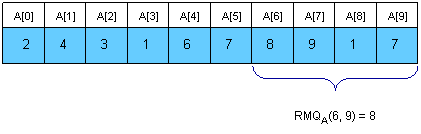 A[0] A[1] A[2] A[3] A[4] A[5] A[6] A[7] A[8] A[9]
2 4 3 1 6 7 8 9 1 7
RMQA(6, 9) = 8